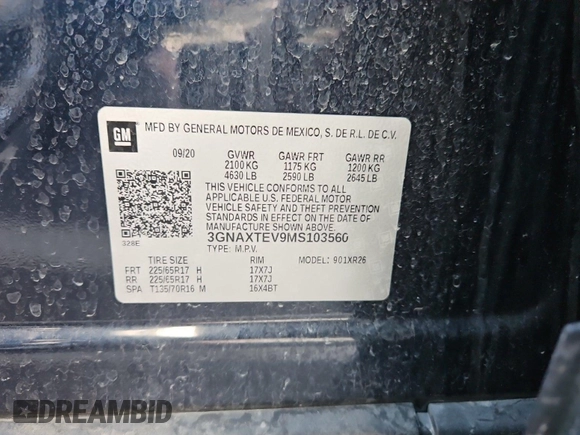 GM
MFD BY GENERAL MOTORS DE MEXICO, S. DE R.L. DE C.V.
09/20 GVWR GAWR FRT GAWR RR
2100 KG 1175 KG 1200 KG
4630 LB 2590 LB 2645 LB
THIS VEHICLE CONFORMS TO ALL
APPLICABLE U.S. FEDERAL MOTOR
VEHICLE SAFETY AND THEFT
PREVENTION STANDARDS IN
EFFECT ON THE DATE OF
MANUFACTURE SHOWN ABOVE.
328E 3GNAXTEV9MS103560
TYPE: M.P.V.
TIRE SIZE RIM MODEL: 901XR26
FRT 225/65R17 H 17X7J
RR 225/65R17 H 17X7J
SPA T135/70R16 M 16X4BT
DREAMBID